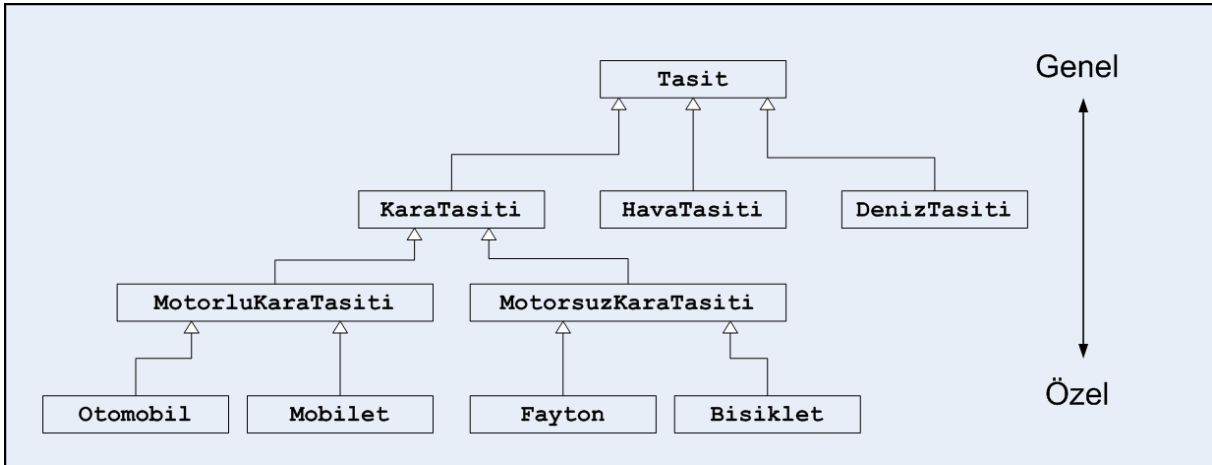 Genel
Tasit
KaraTasiti
HavaTasiti
DenizTasiti
MotorluKaraTasiti
MotorsuzKaraTasiti
Otomobil
Mobilet
Fayton
Bisiklet
Özel